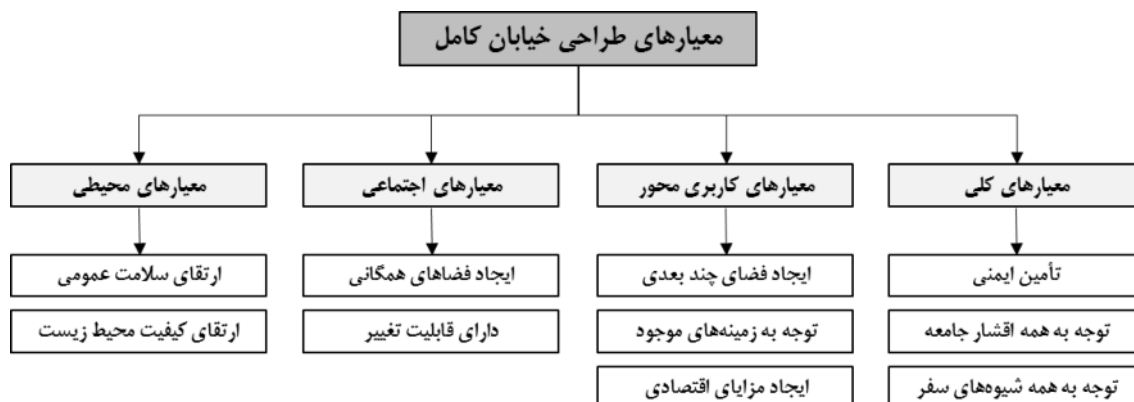 معیارهای طراحی خیابان کامل
معیارهای کلی
معیارهای کاربری محور
معیارهای اجتماعی
معیارهای محیطی
تأمین ایمنی
ایجاد فضای چند بعدی
ایجاد فضاهای همگانی
ارتقای سلامت عمومی
توجه به همه اقشار جامعه
توجه به زمینه‌های موجود
دارای قابلیت تغییر
ارتقای کیفیت محیط زیست
توجه به همه شیوه‌های سفر
ایجاد مزایای اقتصادی